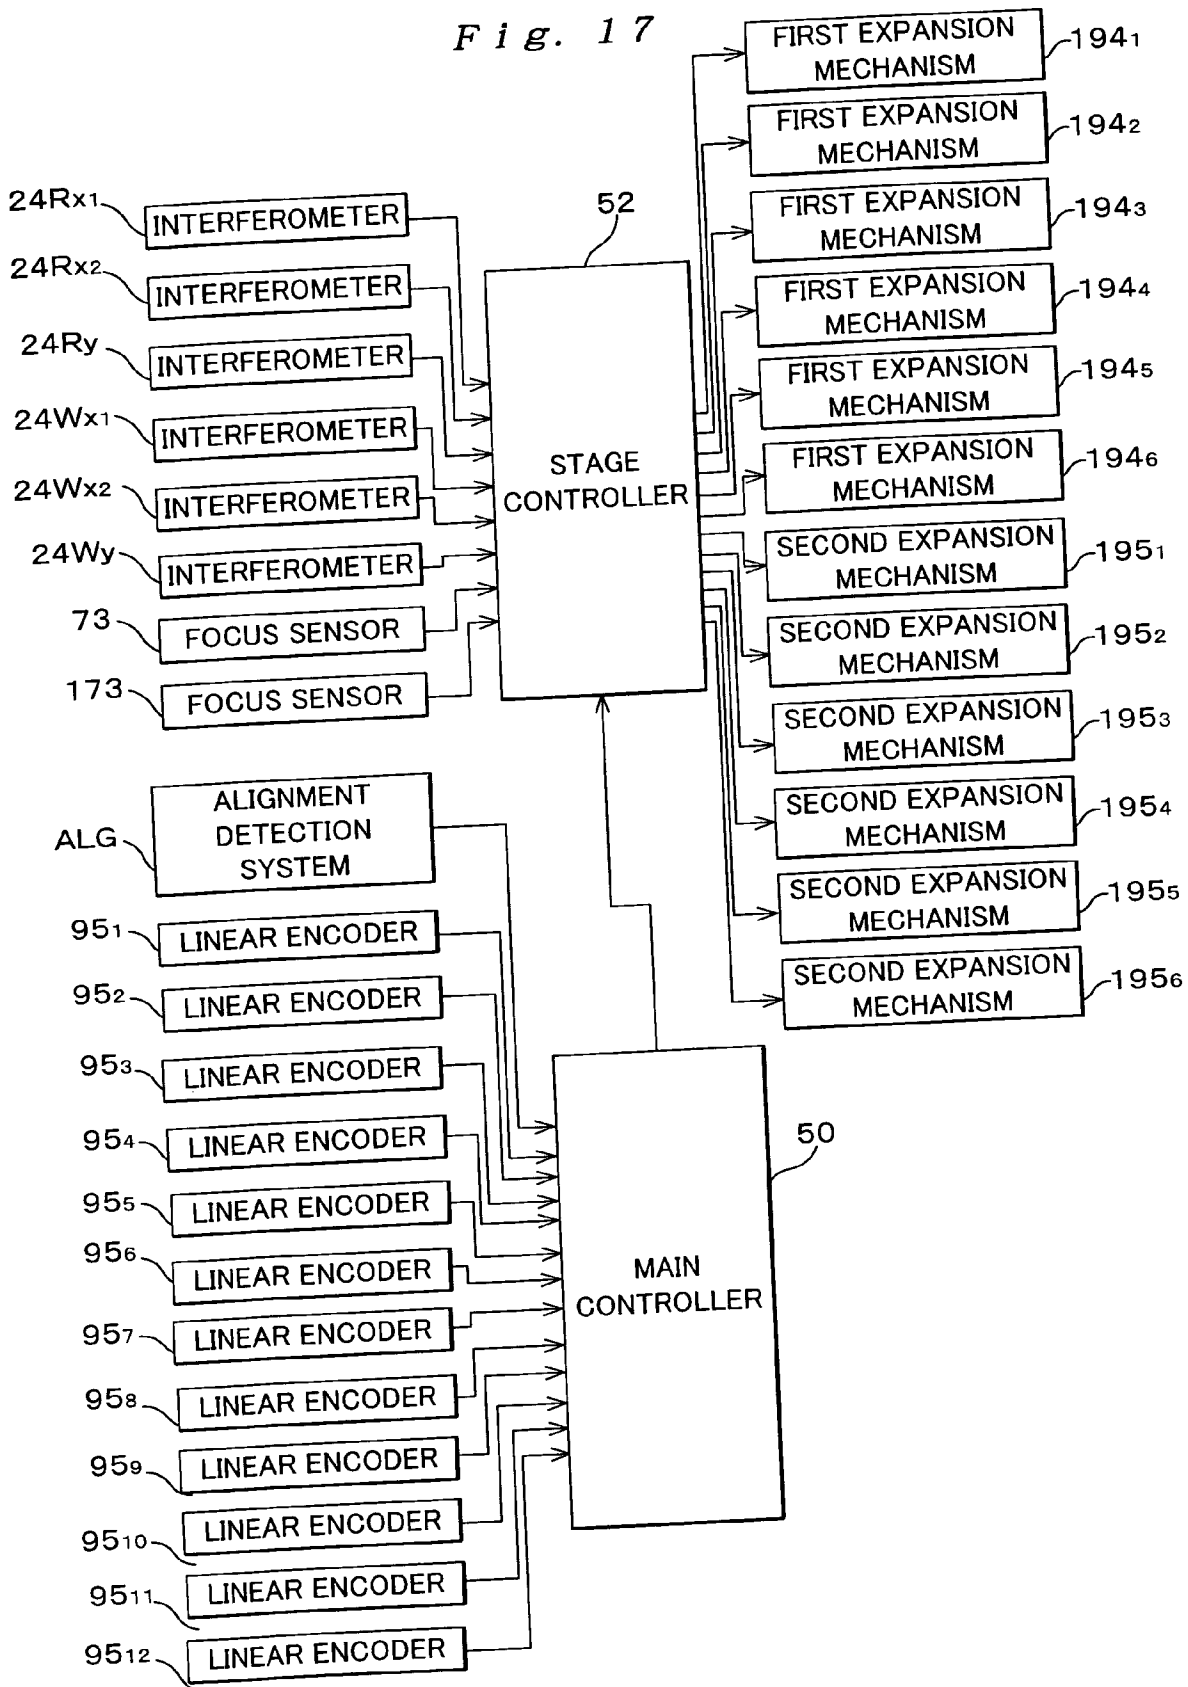 Fig. 17
FIRST EXPANSION
MECHANISM
194₁
FIRST EXPANSION
MECHANISM
194₂
FIRST EXPANSION
MECHANISM
194₃
FIRST EXPANSION
MECHANISM
194₄
FIRST EXPANSION
MECHANISM
194₅
FIRST EXPANSION
MECHANISM
194₆
SECOND EXPANSION
MECHANISM
195₁
SECOND EXPANSION
MECHANISM
195₂
SECOND EXPANSION
MECHANISM
195₃
SECOND EXPANSION
MECHANISM
195₄
SECOND EXPANSION
MECHANISM
195₅
SECOND EXPANSION
MECHANISM
195₆
24Rx1
INTERFEROMETER
24Rx2
INTERFEROMETER
24Ry
INTERFEROMETER
24Wx1
INTERFEROMETER
24Wx2
INTERFEROMETER
24Wy
INTERFEROMETER
73
FOCUS SENSOR
173
FOCUS SENSOR
52
STAGE
CONTROLLER
ALG
ALIGNMENT
DETECTION
SYSTEM
95₁
LINEAR ENCODER
95₂
LINEAR ENCODER
95₃
LINEAR ENCODER
95₄
LINEAR ENCODER
95₅
LINEAR ENCODER
95₆
LINEAR ENCODER
95₇
LINEAR ENCODER
95₈
LINEAR ENCODER
95₉
LINEAR ENCODER
95₁₀
LINEAR ENCODER
95₁₁
LINEAR ENCODER
95₁₂
LINEAR ENCODER
50
MAIN
CONTROLLER